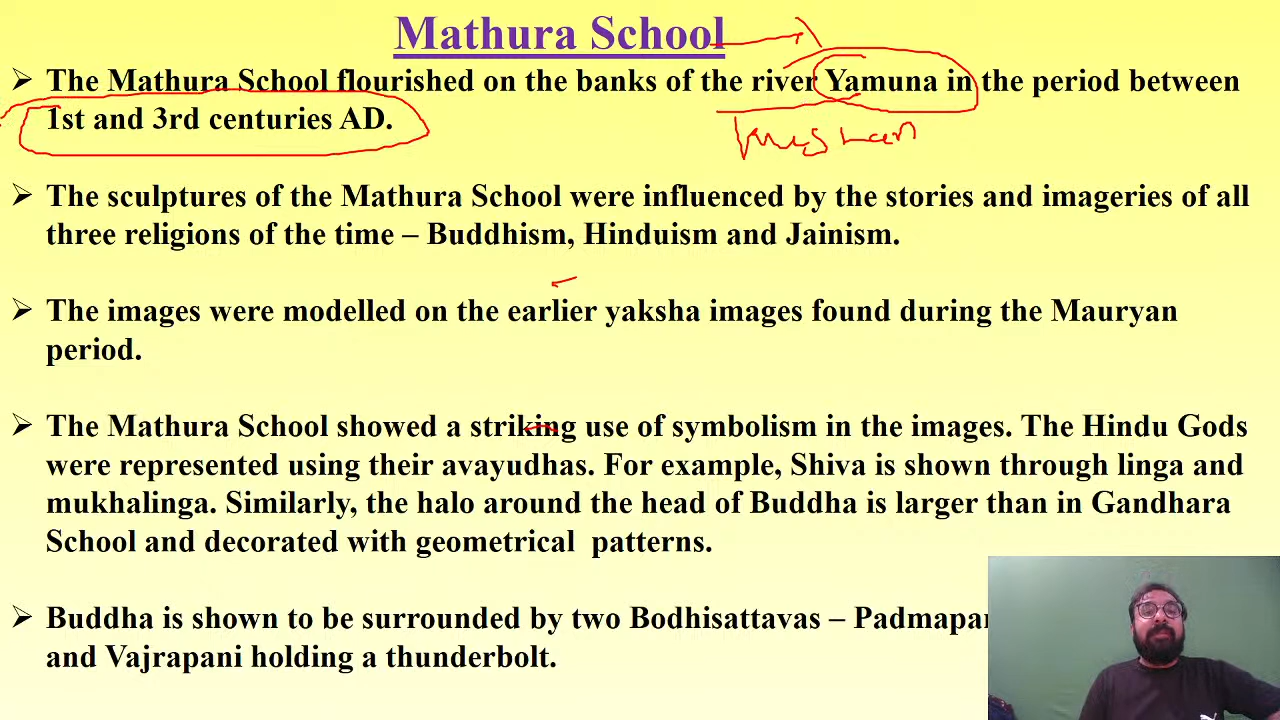 Mathura School
➢ The Mathura School flourished on the banks of the river Yamuna in the period between
1st and 3rd centuries AD.
Kushan
➢ The sculptures of the Mathura School were influenced by the stories and imageries of all
three religions of the time – Buddhism, Hinduism and Jainism.
➢ The images were modelled on the earlier yaksha images found during the Mauryan
period.
➢ The Mathura School showed a striking use of symbolism in the images. The Hindu Gods
were represented using their avayudhas. For example, Shiva is shown through linga and
mukhalinga. Similarly, the halo around the head of Buddha is larger than in Gandhara
School and decorated with geometrical patterns.
➢ Buddha is shown to be surrounded by two Bodhisattavas –
and Vajrapani holding a thunderbolt.